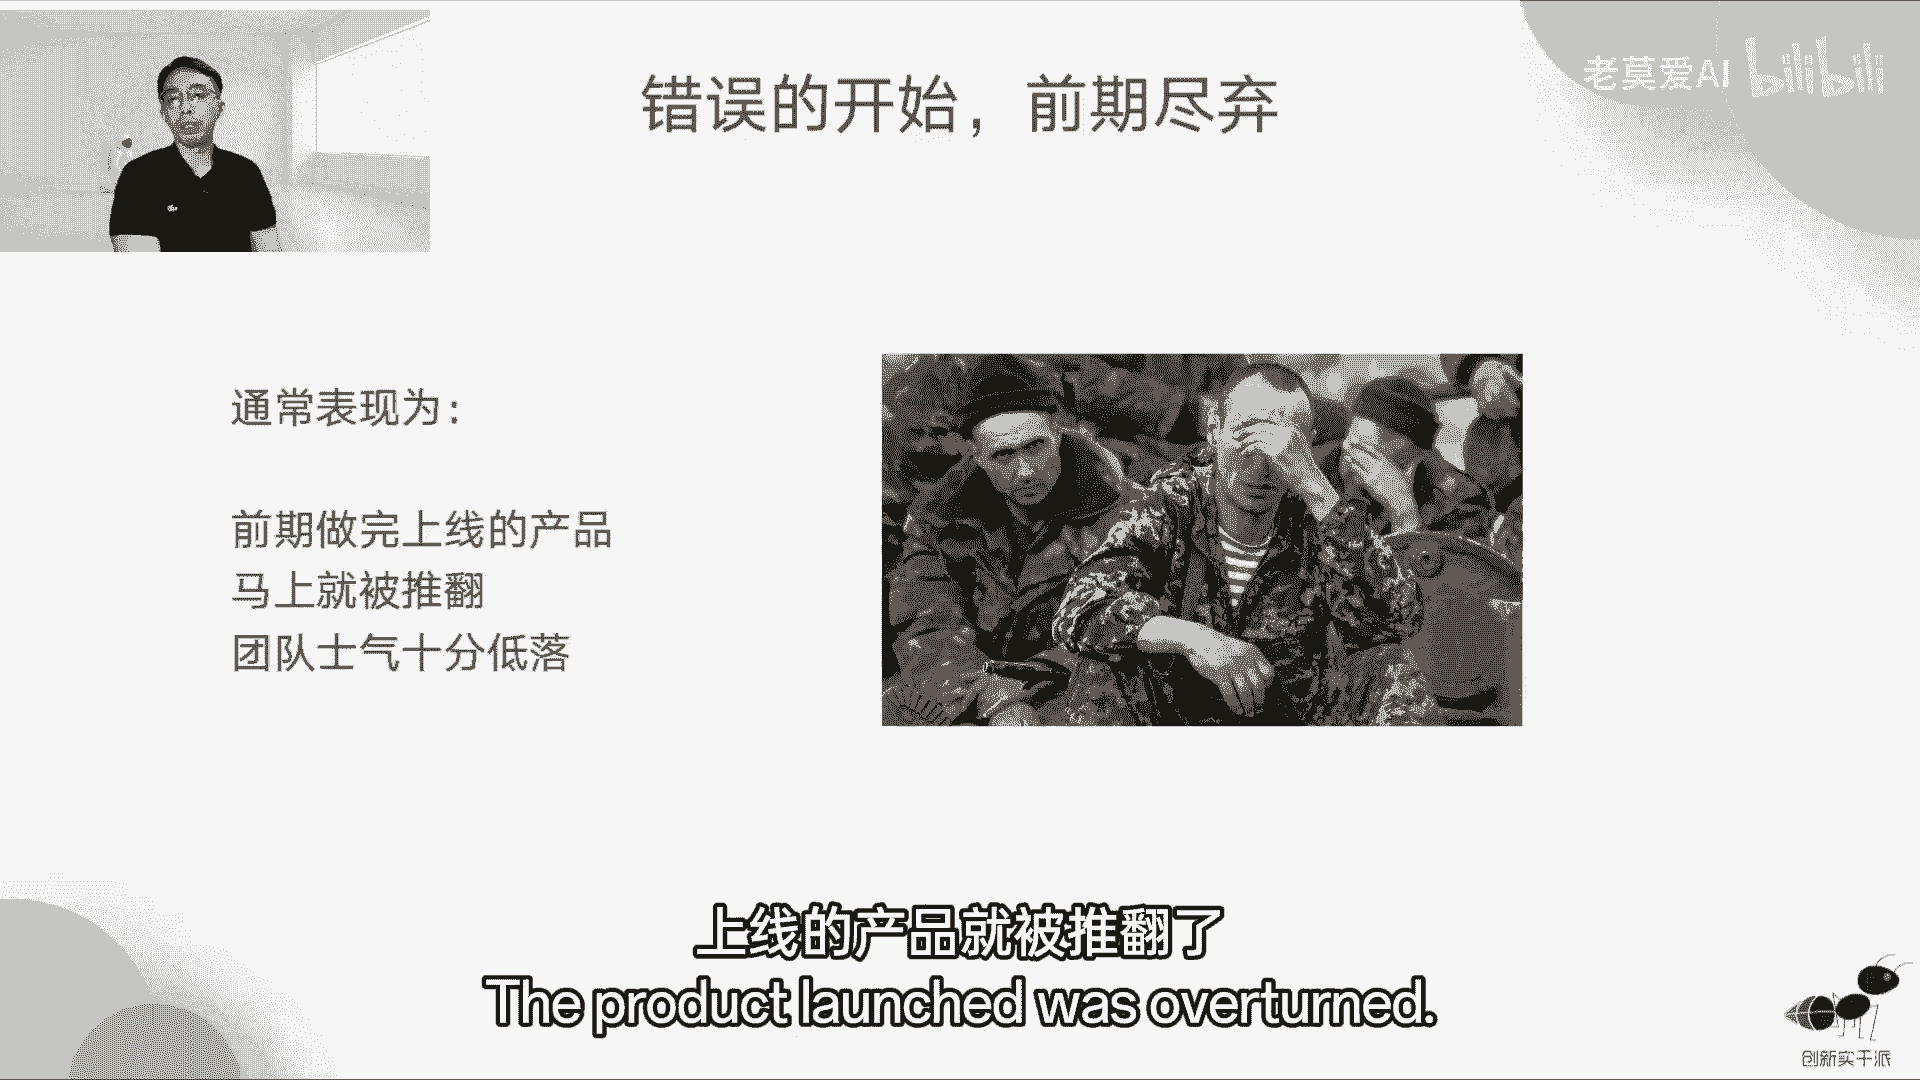 错误的开始，前期尽弃
老莫爱AI bilibili
通常表现为：
前期做完上线的产品
马上就被推翻
团队士气十分低落
上线的产品就被推翻了
The product launched was overturned.
创新实干派